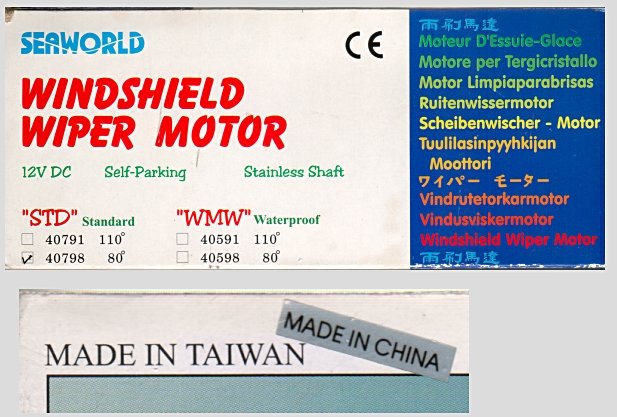 SEAWORLD
CE
WINDSHIELD
WIPER MOTOR
12V DC Self-Parking Stainless Shaft
"STD" Standard "WMW" Waterproof
40791 110° 40591 110°
✓ 40798 80° 40598 80°
雨刷馬達
Moteur D'Essuie-Glace
Motore per Tergicristallo
Motor Limpiaparabrisas
Ruitenwissermotor
Scheibenwischer - Motor
Tuulilasinpyyhkijan
Moottori
ワイパー モーター
Vindrutetorkarmotor
Vindusviskermotor
Windshield Wiper Motor
雨刷馬達
MADE IN TAIWAN
MADE IN CHINA